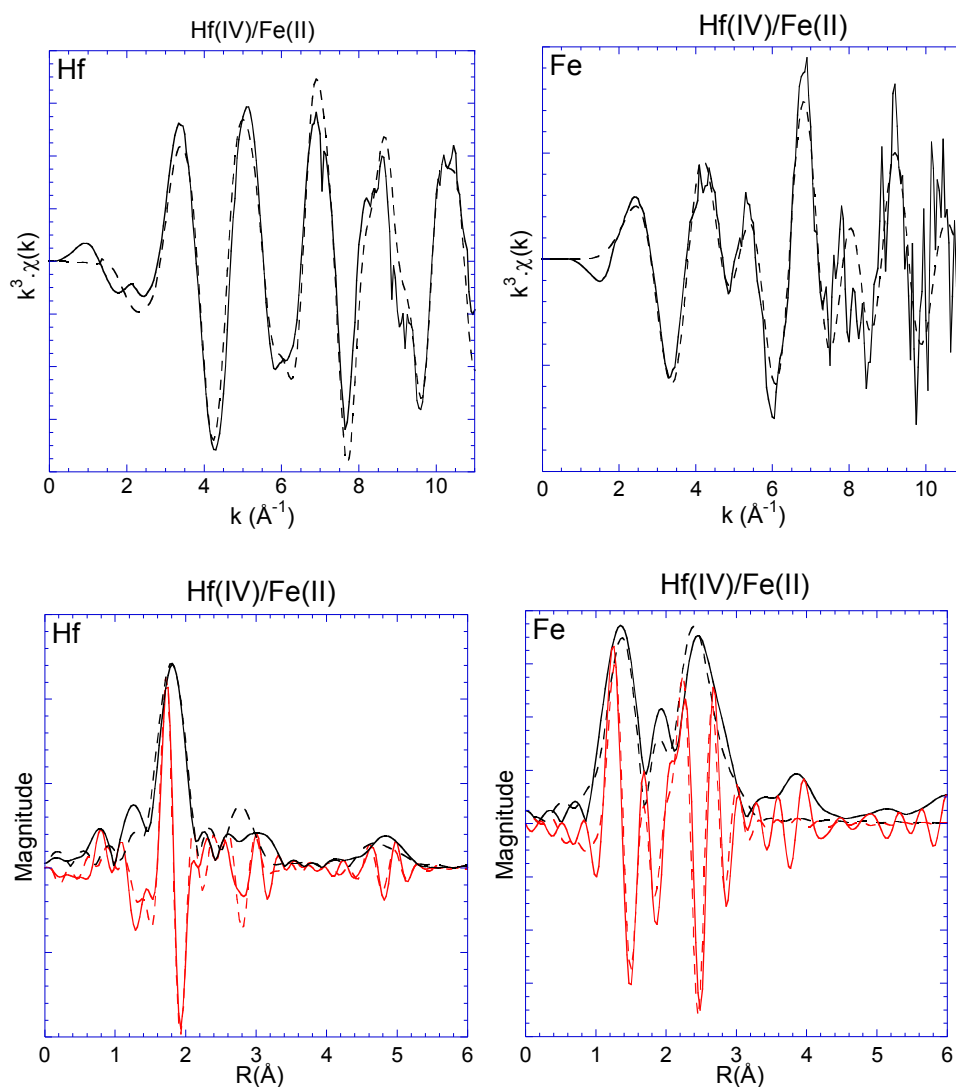 Hf(IV)/Fe(II)
Hf
k³.χ(k)
0 2 4 6 8 10
k (Å⁻¹)
Hf(IV)/Fe(II)
Fe
k³.χ(k)
0 2 4 6 8 10
k (Å⁻¹)
Hf(IV)/Fe(II)
Hf
Magnitude
0 1 2 3 4 5 6
R(Å)
Hf(IV)/Fe(II)
Fe
Magnitude
0 1 2 3 4 5 6
R(Å)